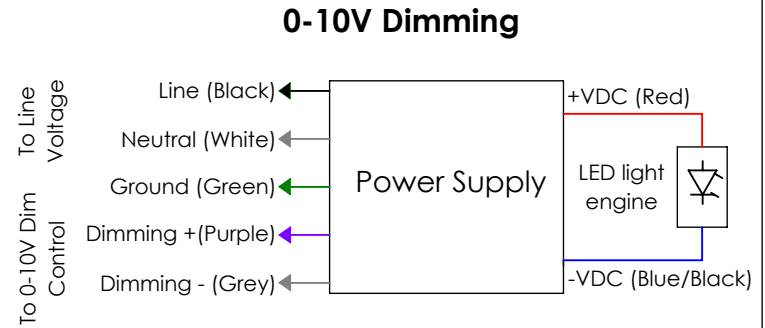 0-10V Dimming
To Line
Voltage
Line (Black)
Neutral (White)
Ground (Green)
To 0-10V Dim
Control
Dimming +(Purple)
Dimming - (Grey)
Power Supply
+VDC (Red)
LED light
engine
-VDC (Blue/Black)